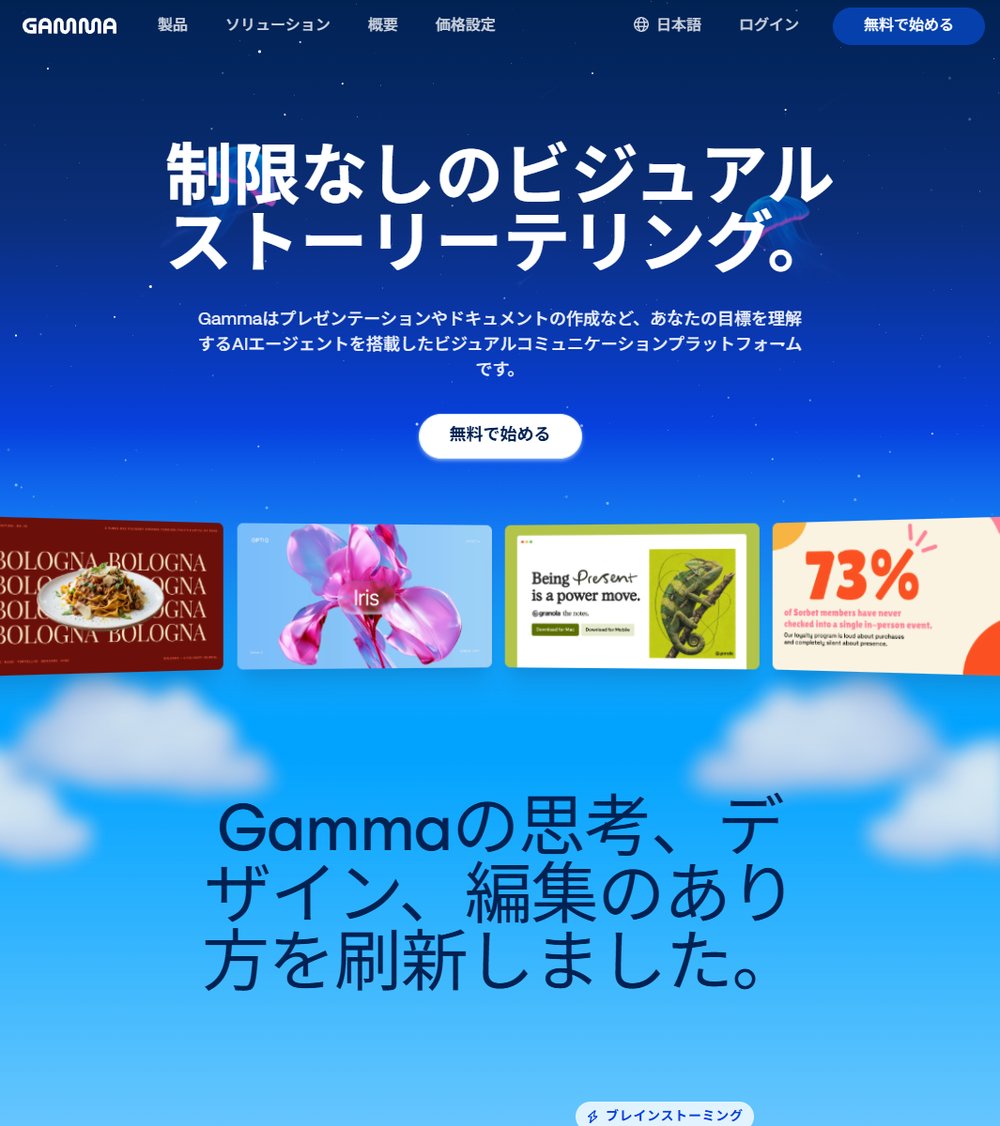 GAMMA
製品
ソリューション
概要
価格設定
日本語
ログイン
無料で始める
制限なしのビジュアル
ストーリーテリング。
Gammaはプレゼンテーションやドキュメントの作成など、あなたの目標を理解
するAIエージェントを搭載したビジュアルコミュニケーションプラットフォーム
です。
無料で始める
BOLOGNA BOLOGNA
BOLOGNA
BOLOGNA
BOLOGNA BOLOGNA
OPTIQ
Iris
Being Present
is a power move.
granola the notes.
Download for Mac
Download for Mobile
granola
73%
of Sorbet members have never
checked into a single in-person event.
Our loyalty program is loud about purchases
and completely silent about presence.
Gammaの思考、デ
ザイン、編集のあり
方を刷新しました。
ブレインストーミング